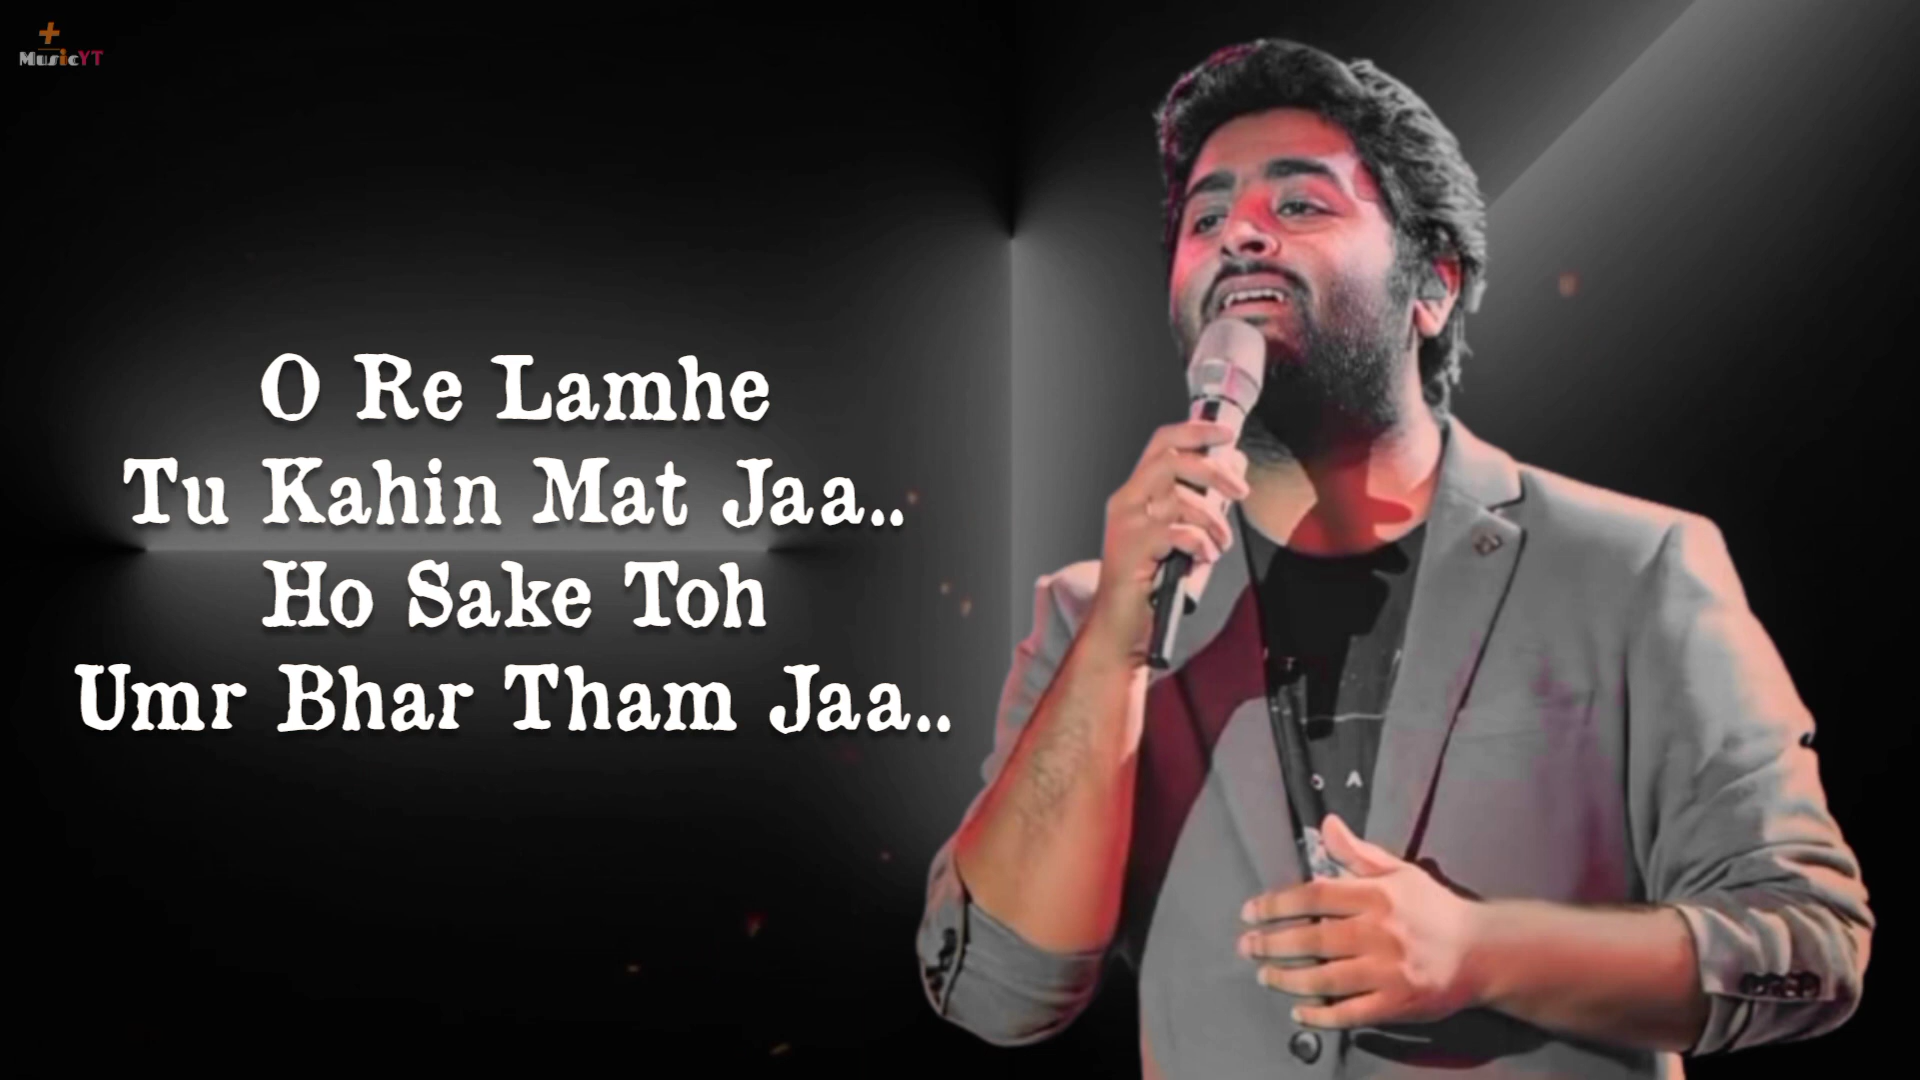 +
MusicYT
O Re Lamhe
Tu Kahin Mat Jaa..
Ho Sake Toh
Umr Bhar Tham Jaa..